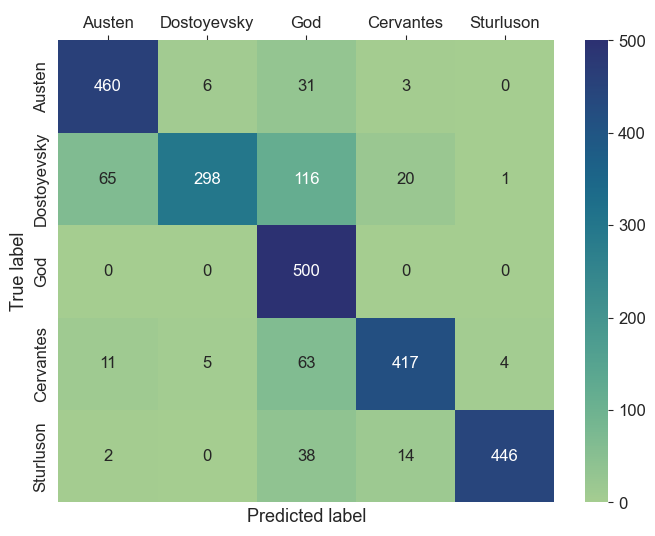 Austen Dostoyevsky God Cervantes Sturluson
Austen 460 6 31 3 0
Dostoyevsky 65 298 116 20 1
God 0 0 500 0 0
Cervantes 11 5 63 417 4
Sturluson 2 0 38 14 446
True label
Predicted label
500
400
300
200
100
0